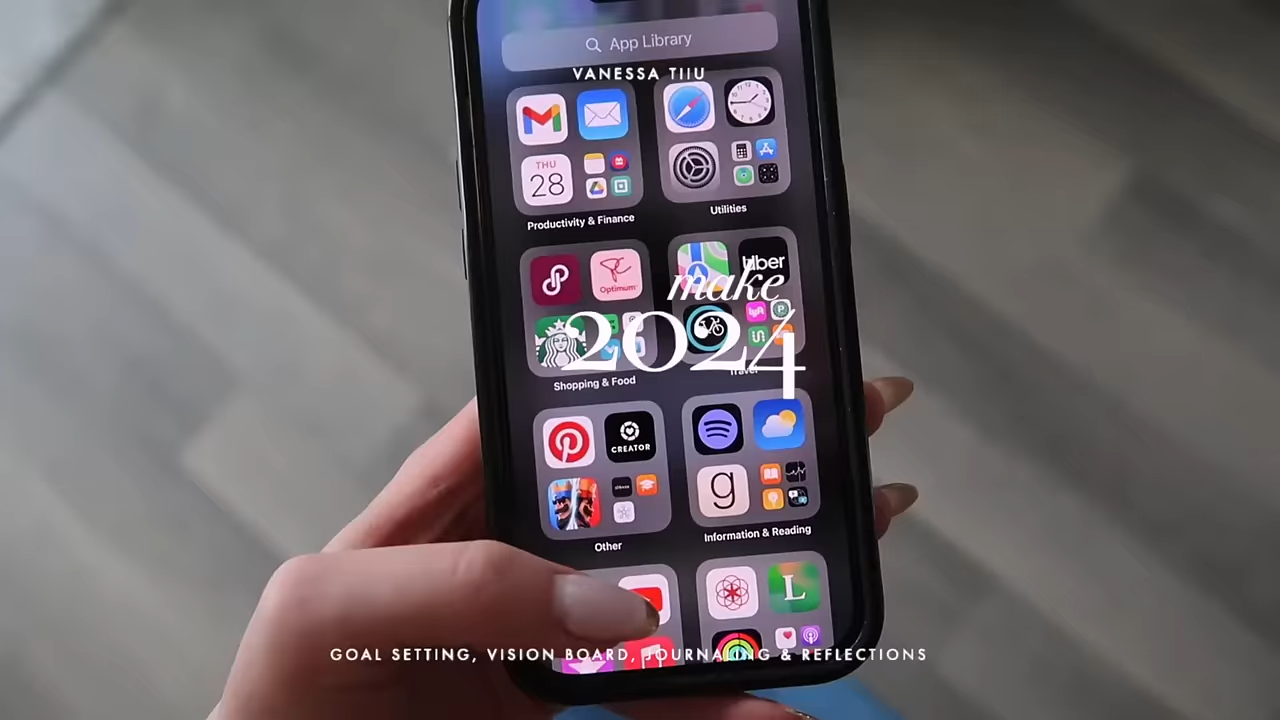 App Library
VANESSA TIIU
THU
28
Productivity & Finance
Utilities
Optimum
Uber
make
2024
Shopping & Food
Travel
lyft
CREATOR
Other
g
Information & Reading
L
GOAL SETTING, VISION BOARD, JOURNALING & REFLECTIONS